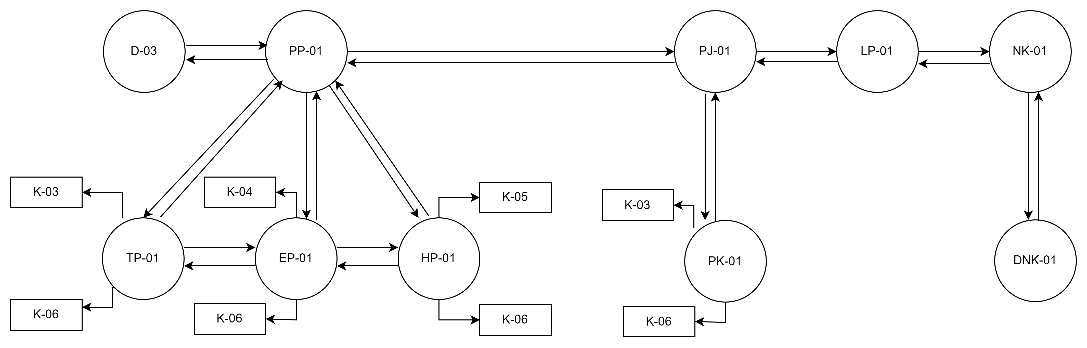 D-03
PP-01
PJ-01
LP-01
NK-01
K-03
K-04
K-05
K-03
TP-01
EP-01
HP-01
PK-01
DNK-01
K-06
K-06
K-06
K-06